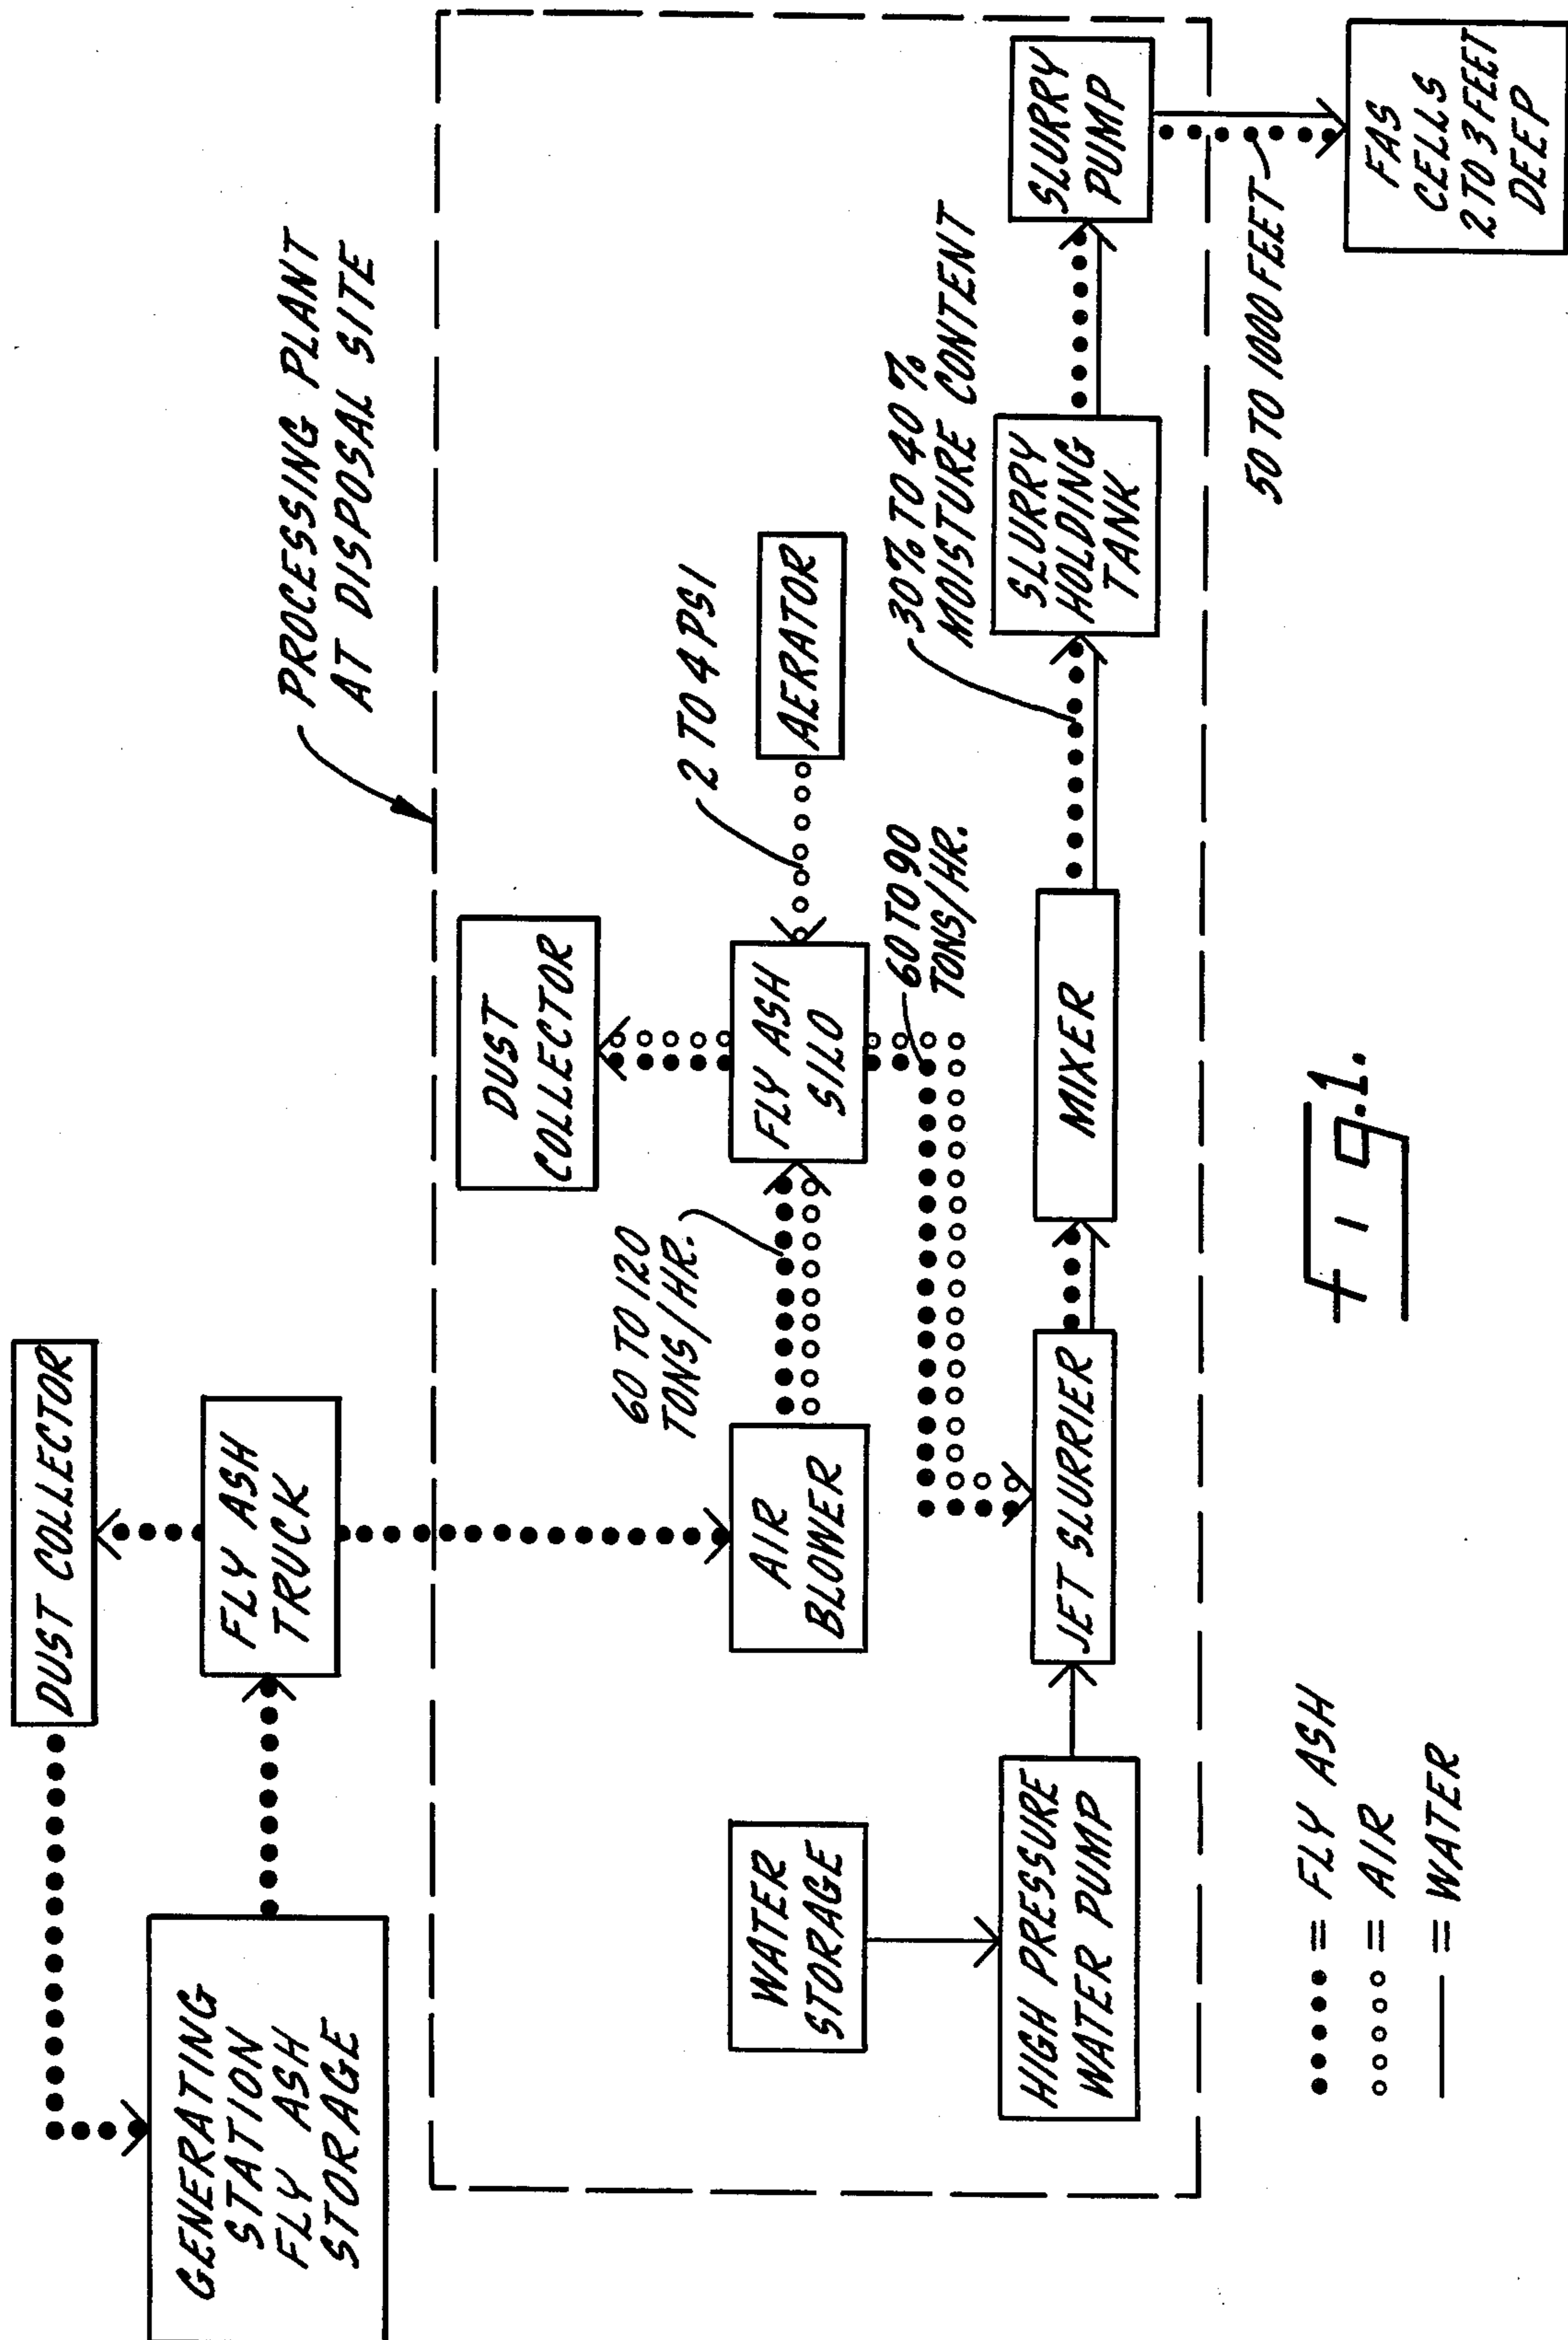 DUST COLLECTOR
GENERATING
STATION
FLY ASH
STORAGE
FLY ASH
TRUCK
PROCESSING PLANT
AT DISPOSAL SITE
DUST
COLLECTOR
60 TO 120
TONS/HR.
2 TO 4 PSI
WATER
STORAGE
AIR
BLOWER
FLY ASH
SILO
AERATOR
60 TO 90
TONS/HR.
30% TO 40%
MOISTURE CONTENT
HIGH PRESSURE
WATER PUMP
JET SLURRIER
MIXER
SLURRY
HOLDING
TANK
SLURRY
PUMP
50 TO 1000 FEET
FAS
CELLS
2 TO 3 FEET
DEEP
= FLY ASH
= AIR
= WATER
Fig.1.